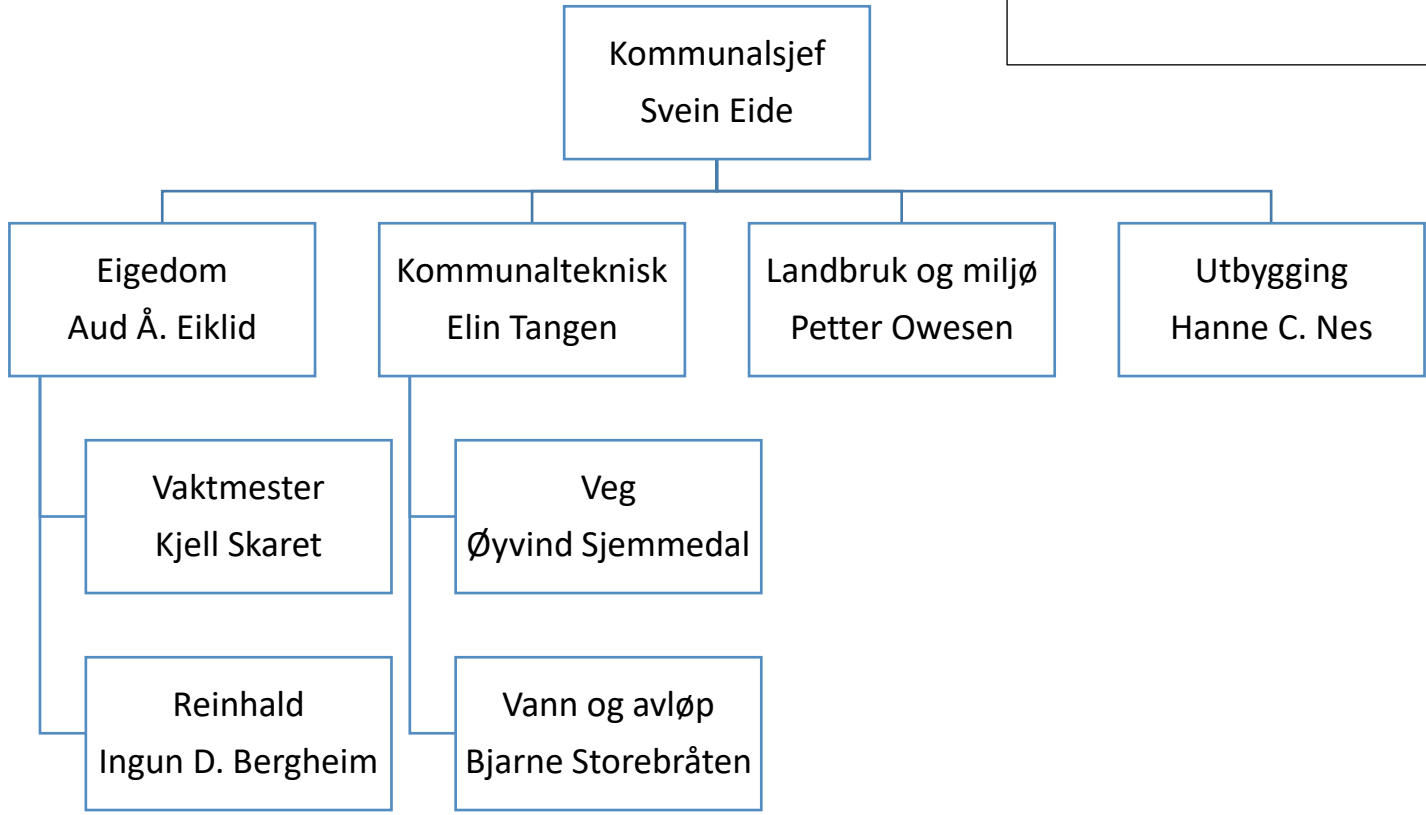 Kommunalsjef
Svein Eide
Eigedom
Aud Å. Eiklid
Kommunalteknisk
Elin Tangen
Landbruk og miljø
Petter Owesen
Utbygging
Hanne C. Nes
Vaktmester
Kjell Skaret
Veg
Øyvind Sjemmedal
Reinhald
Ingun D. Bergheim
Vann og avløp
Bjarne Storebråten